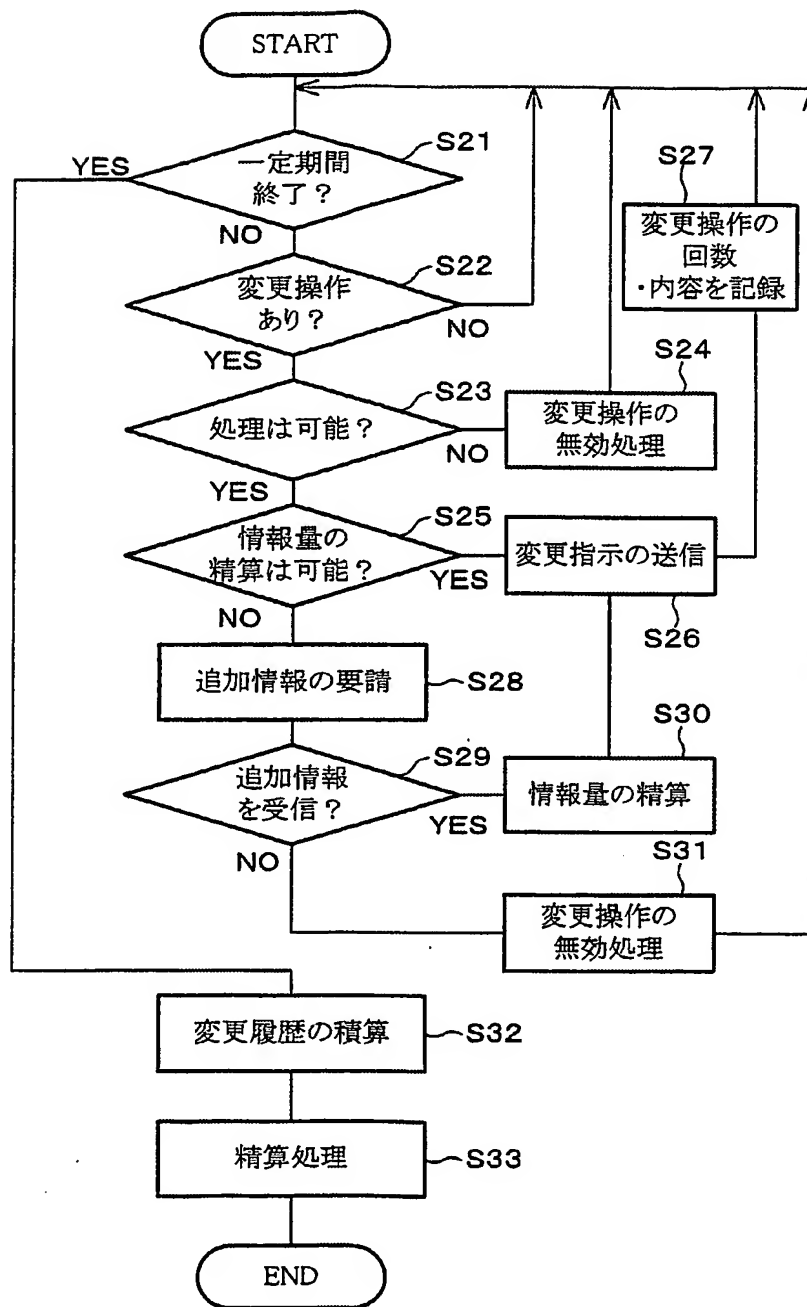 START
S21
YES
一定期間
終了？
NO
S27
変更操作の
回数
・内容を記録
S22
変更操作
あり？
NO
YES
S23
処理は可能？
NO
YES
S24
変更操作の
無効処理
S25
情報量の
精算は可能？
YES
NO
変更指示の送信
S26
追加情報の要請
S28
S29
追加情報
を受信？
YES
NO
S30
情報量の精算
S31
変更操作の
無効処理
変更履歴の積算
S32
精算処理
S33
END